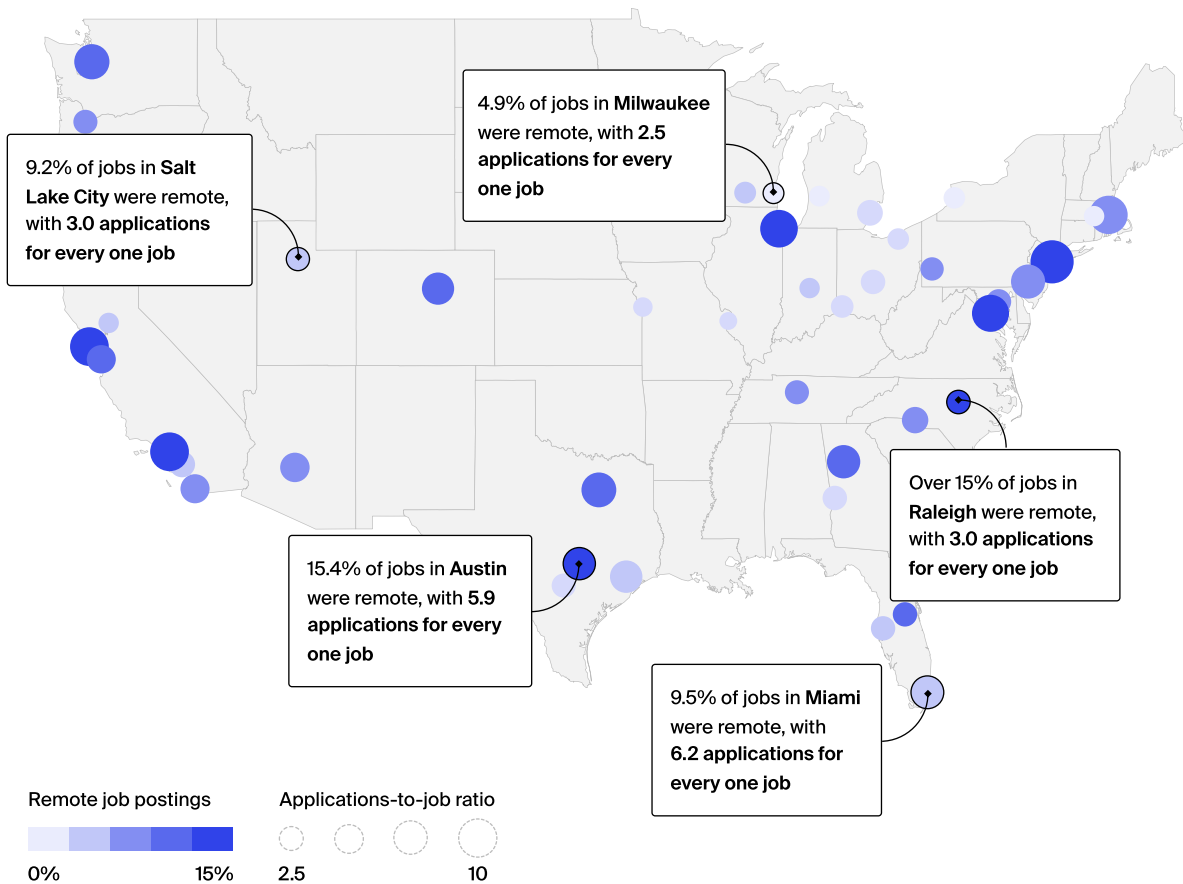 4.9% of jobs in Milwaukee
were remote, with 2.5
applications for every
one job
9.2% of jobs in Salt
Lake City were remote,
with 3.0 applications
for every one job
Over 15% of jobs in
Raleigh were remote,
with 3.0 applications
for every one job
15.4% of jobs in Austin
were remote, with 5.9
applications for every
one job
9.5% of jobs in Miami
were remote, with
6.2 applications for
every one job
Remote job postings
0% 15%
Applications-to-job ratio
2.5 10